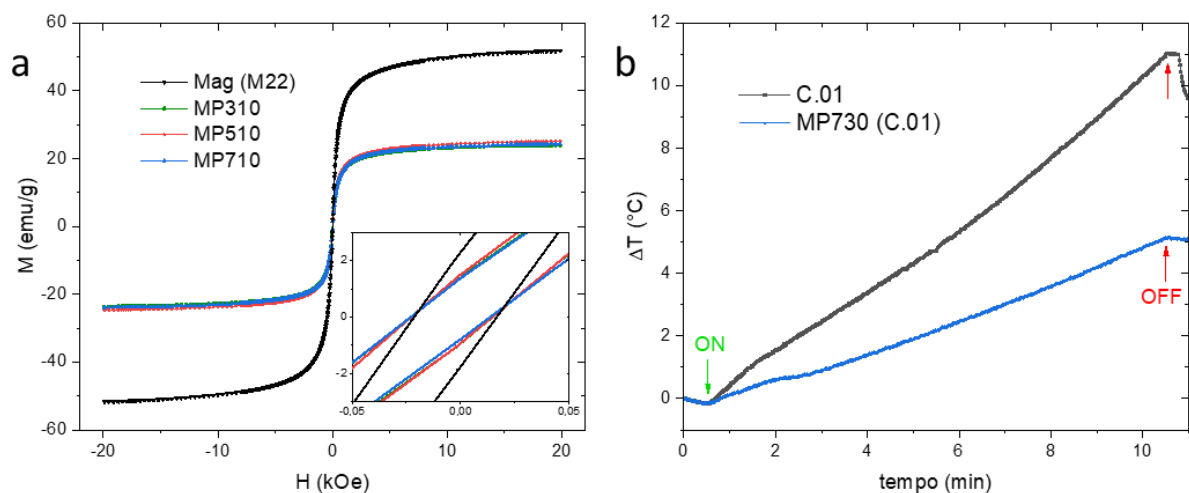 a
M (emu/g)
60
40
20
0
-20
-40
-60
Mag (M22)
MP310
MP510
MP710
2
0
-2
-0,05
0,00
0,05
-20
-10
0
10
20
H (kOe)
b
ΔT (°C)
12
10
8
6
4
2
0
C.01
MP730 (C.01)
ON
OFF
0
2
4
6
8
10
tempo (min)